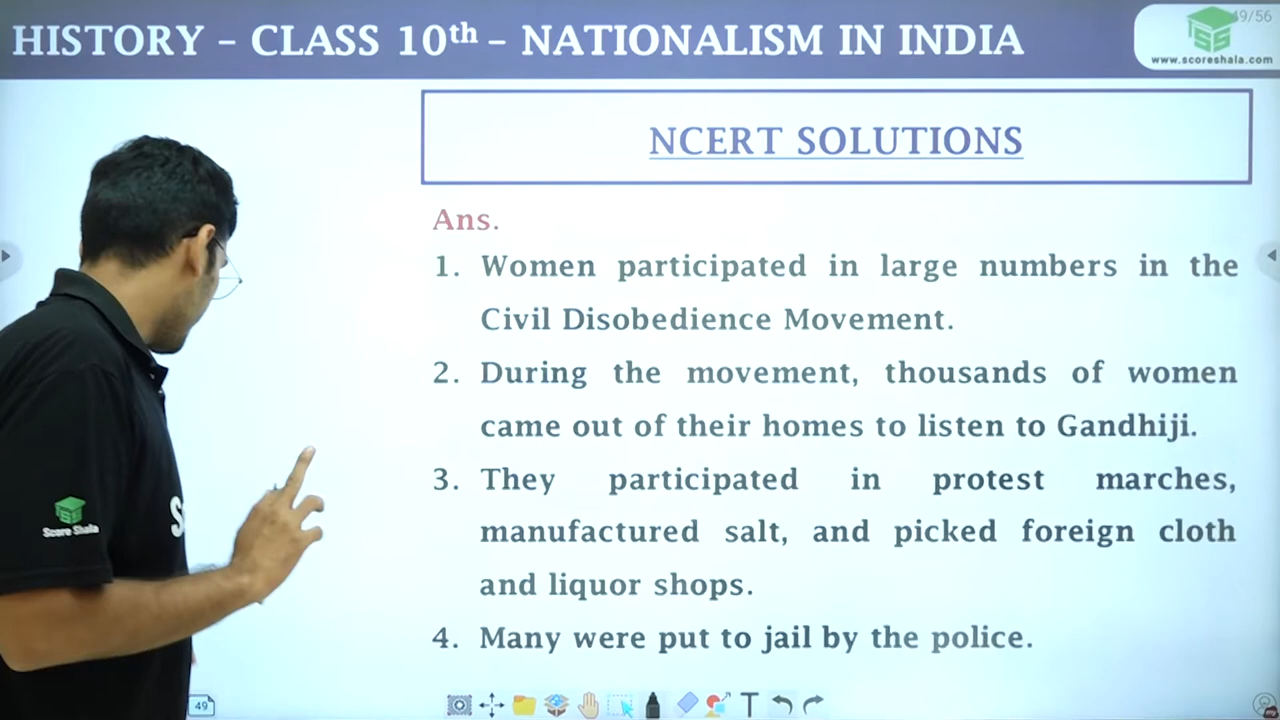 HISTORY – CLASS 10th – NATIONALISM IN INDIA
49/56
www.scoreshala.com
NCERT SOLUTIONS
Ans.
1. Women participated in large numbers in the
Civil Disobedience Movement.
2. During the movement, thousands of women
came out of their homes to listen to Gandhiji.
3. They participated in protest marches,
manufactured salt, and picked foreign cloth
and liquor shops.
4. Many were put to jail by the police.
Score Shala
49
T